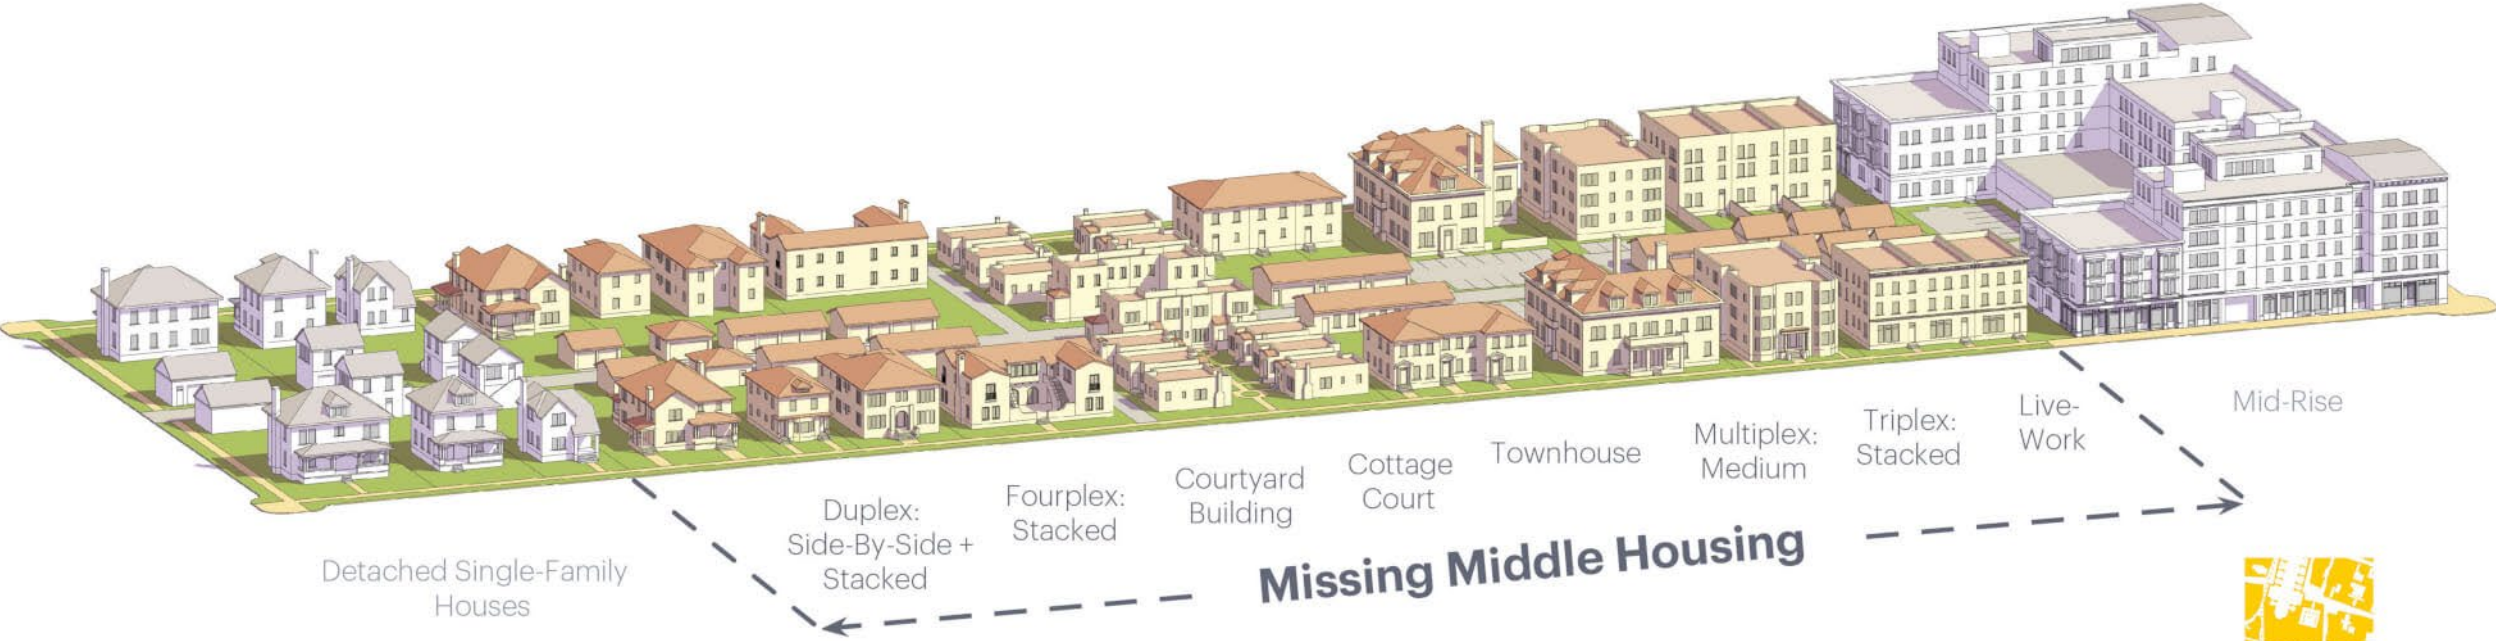 Detached Single-Family
Houses
Duplex:
Side-By-Side +
Stacked
Fourplex:
Stacked
Courtyard
Building
Cottage
Court
Townhouse
Multiplex:
Medium
Triplex:
Stacked
Live-
Work
Mid-Rise
Missing Middle Housing